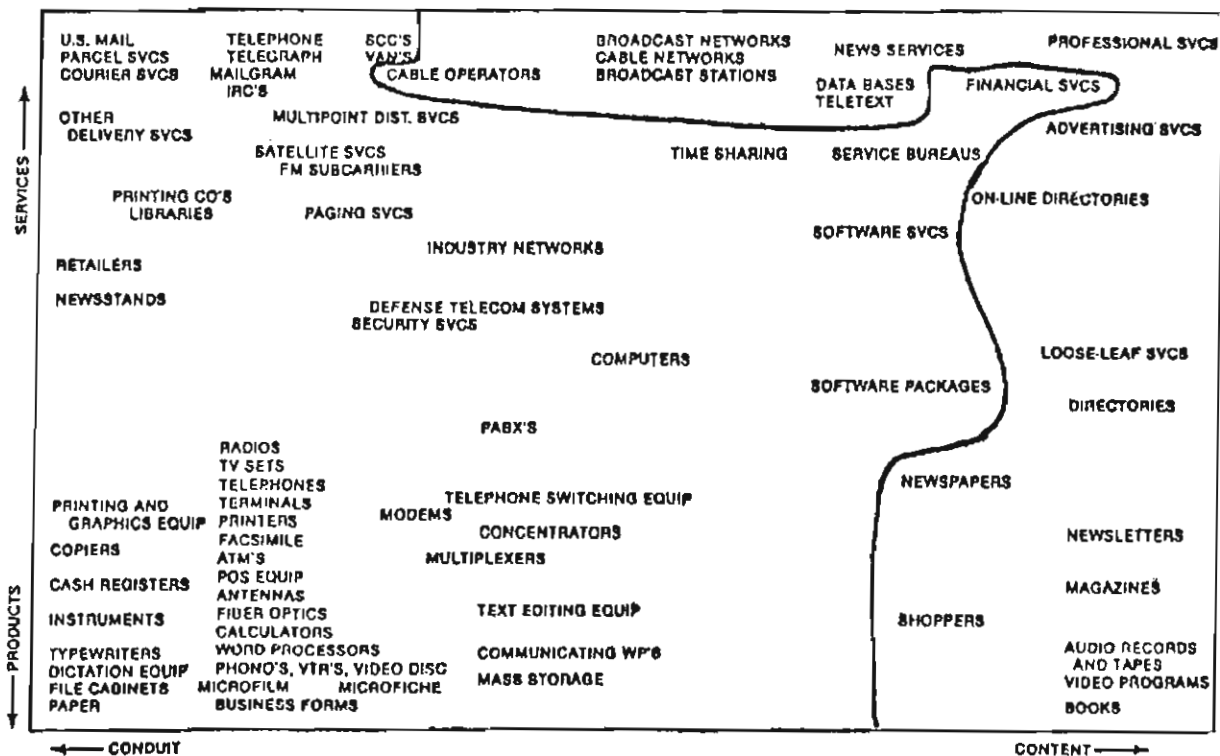 U.S. MAIL
PARCEL SVCS
COURIER SVCS
TELEPHONE
TELEGRAPH
MAILGRAM
IRC'S
SCC'S
VAN'S
CABLE OPERATORS
BROADCAST NETWORKS
CABLE NETWORKS
BROADCAST STATIONS
NEWS SERVICES
DATA BASES
TELETEXT
PROFESSIONAL SVCS
FINANCIAL SVCS
OTHER
DELIVERY SVCS
MULTIPOINT DIST. SVCS
ADVERTISING SVCS
SATELLITE SVCS
FM SUBCARRIERS
TIME SHARING
SERVICE BUREAUS
PRINTING CO'S
LIBRARIES
PAGING SVCS
ON-LINE DIRECTORIES
SOFTWARE SVCS
INDUSTRY NETWORKS
RETAILERS
NEWSSTANDS
DEFENSE TELECOM SYSTEMS
SECURITY SVCS
COMPUTERS
LOOSE-LEAF SVCS
SOFTWARE PACKAGES
DIRECTORIES
PABX'S
RADIOS
TV SETS
TELEPHONES
TERMINALS
PRINTERS
FACSIMILE
ATM'S
POS EQUIP
ANTENNAS
FIBER OPTICS
CALCULATORS
WORD PROCESSORS
PHONO'S, VTR'S, VIDEO DISC
MICROFILM MICROFICHE
BUSINESS FORMS
PRINTING AND
GRAPHICS EQUIP
COPIERS
CASH REGISTERS
INSTRUMENTS
TYPEWRITERS
DICTATION EQUIP
FILE CABINETS
PAPER
TELEPHONE SWITCHING EQUIP
MODEMS
CONCENTRATORS
MULTIPLEXERS
TEXT EDITING EQUIP
COMMUNICATING WP'S
MASS STORAGE
NEWSPAPERS
SHOPPERS
NEWSLETTERS
MAGAZINES
AUDIO RECORDS
AND TAPES
VIDEO PROGRAMS
BOOKS
SERVICES
PRODUCTS
CONDUIT
CONTENT